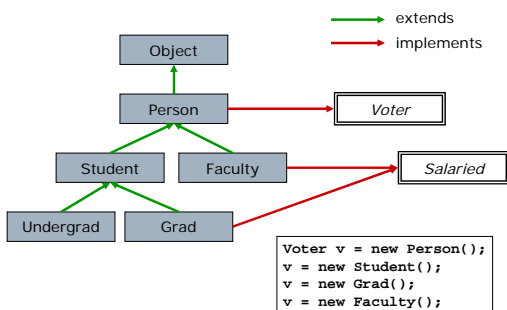 extends
implements
Object
Person
Voter
Student
Faculty
Salaried
Undergrad
Grad
Voter v = new Person();
v = new Student();
v = new Grad();
v = new Faculty();